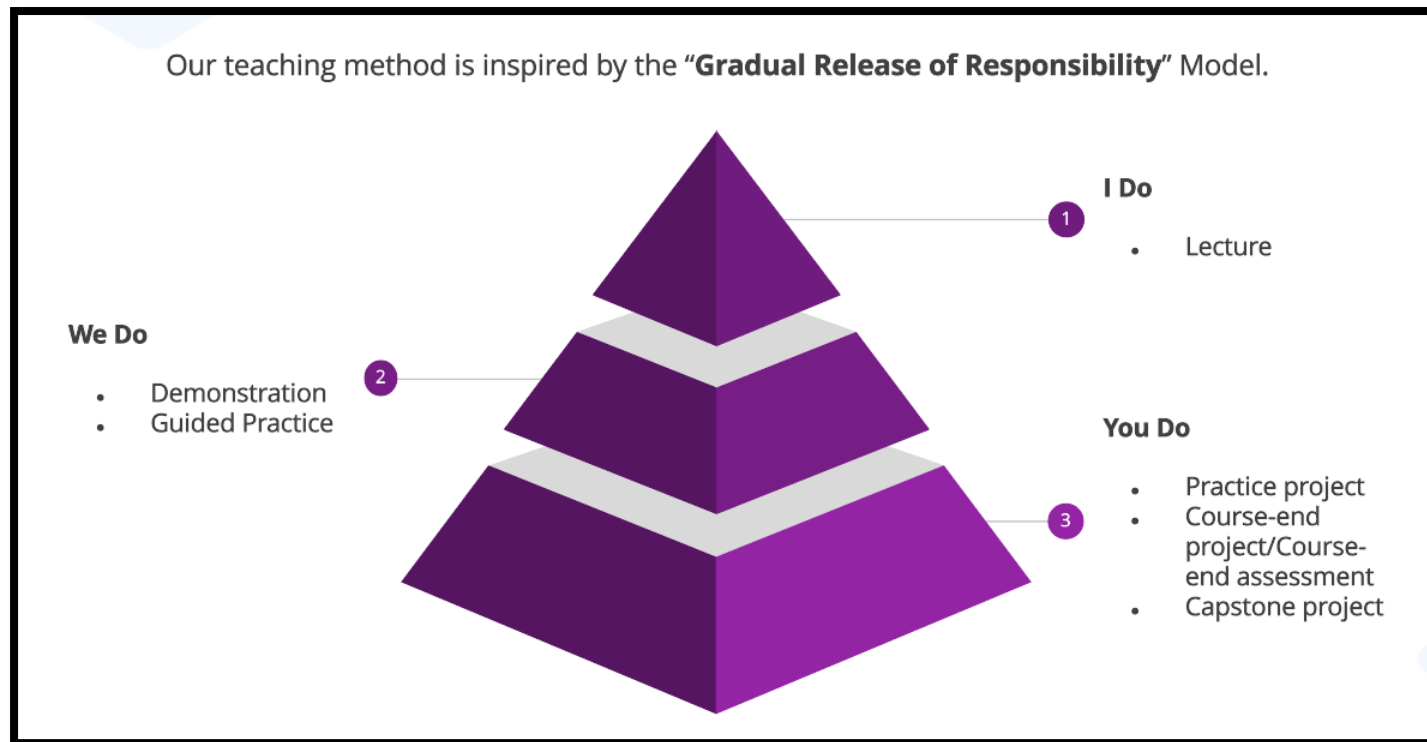 Our teaching method is inspired by the “Gradual Release of Responsibility” Model.
1
I Do
• Lecture
We Do
2
• Demonstration
• Guided Practice
You Do
3
• Practice project
• Course-end
project/Course-
end assessment
• Capstone project